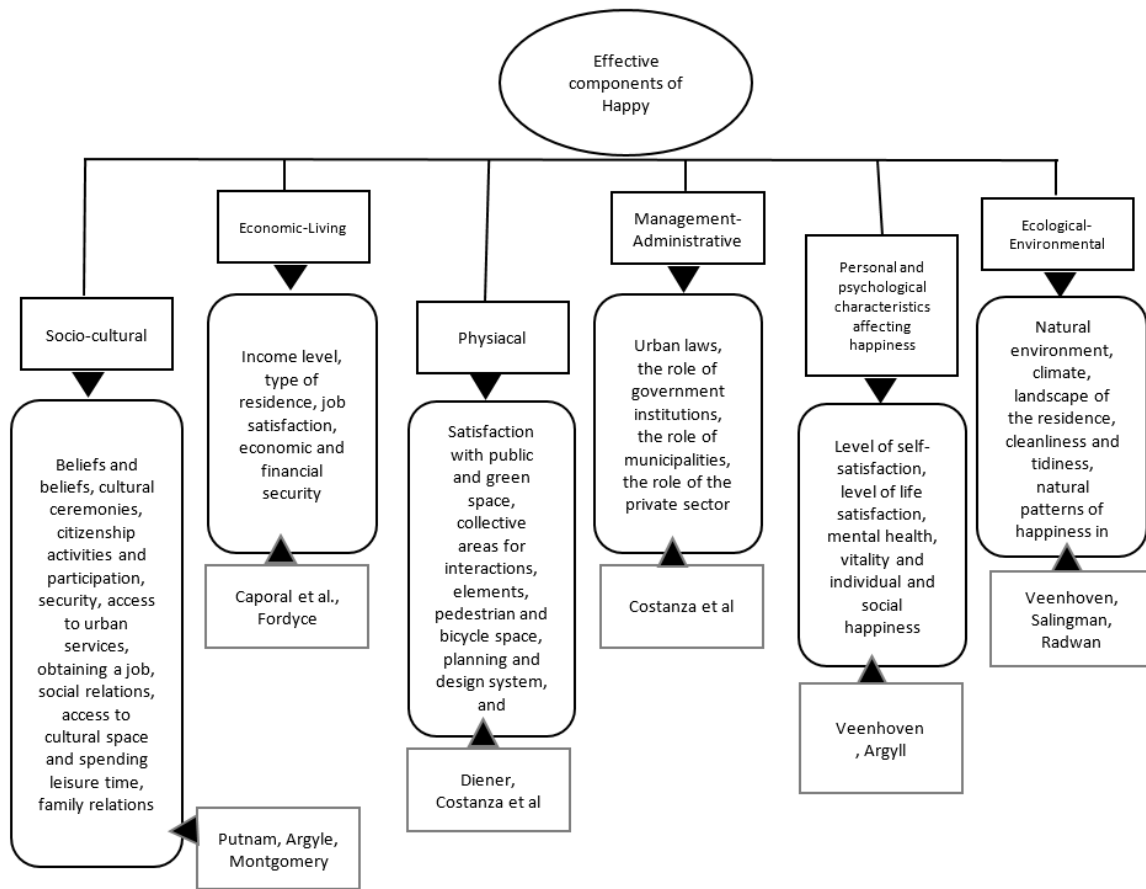 Effective
components of
Happy
Socio-cultural
Beliefs and
beliefs, cultural
ceremonies,
citizenship
activities and
participation,
security, access
to urban
services,
obtaining a job,
social relations,
access to
cultural space
and spending
leisure time,
family relations
Putnam, Argyle,
Montgomery
Economic-Living
Income level,
type of
residence, job
satisfaction,
economic and
financial
security
Caporal et al.,
Fordyce
Physiacal
Satisfaction
with public
and green
space,
collective
areas for
interactions,
elements,
pedestrian and
bicycle space,
planning and
design system,
and
Diener,
Costanza et al
Management-
Administrative
Urban laws,
the role of
government
institutions,
the role of
municipalities,
the role of the
private sector
Costanza et al
Personal and
psychological
characteristics
affecting
happiness
Level of self-
satisfaction,
level of life
satisfaction,
mental health,
vitality and
individual and
social
happiness
Veenhoven
, Argyll
Ecological-
Environmental
Natural
environment,
climate,
landscape of
the residence,
cleanliness and
tidiness,
natural
patterns of
happiness in
Veenhoven,
Salingman,
Radwan